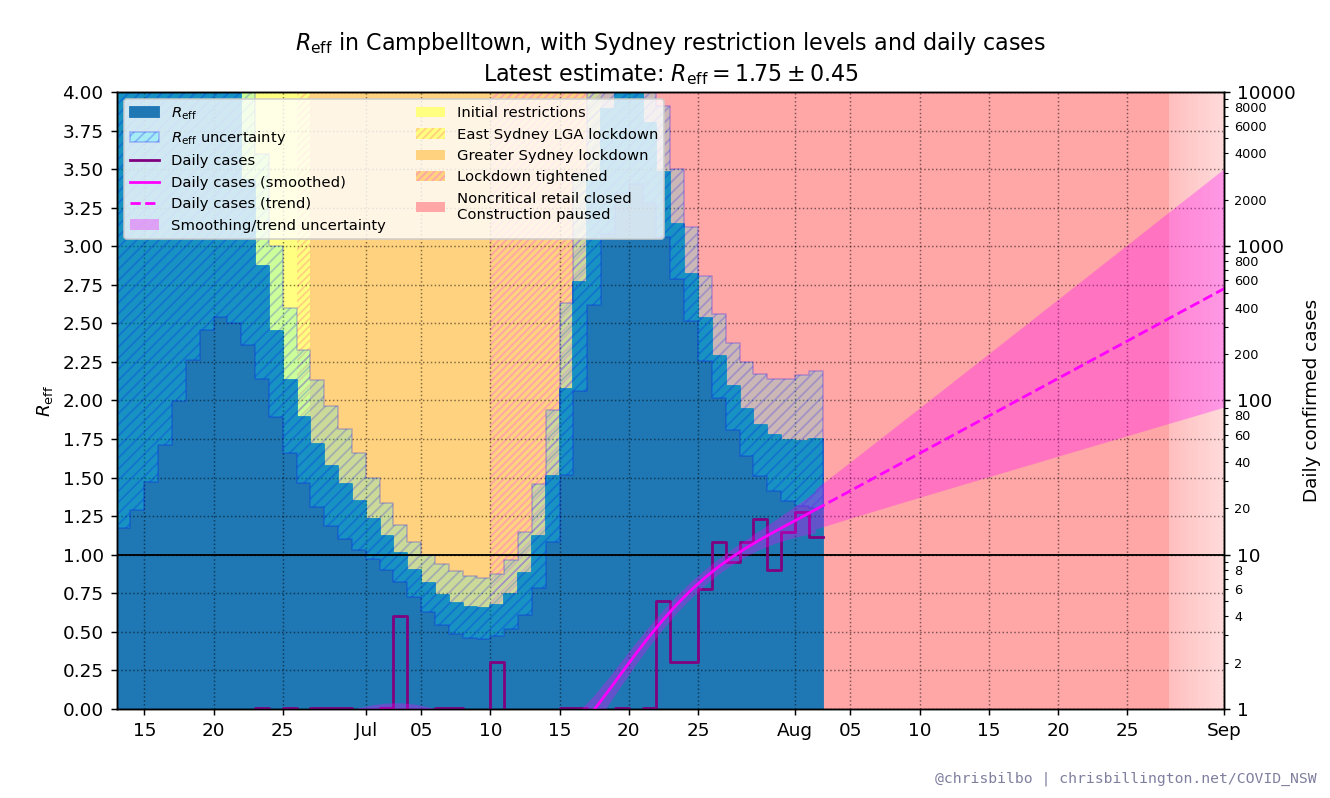 Reff in Campbelltown, with Sydney restriction levels and daily cases
Latest estimate: Reff = 1.75 ± 0.45
Reff
Reff uncertainty
Daily cases
Daily cases (smoothed)
Daily cases (trend)
Smoothing/trend uncertainty
Initial restrictions
East Sydney LGA lockdown
Greater Sydney lockdown
Lockdown tightened
Noncritical retail closed
Construction paused
Reff
4.00
3.75
3.50
3.25
3.00
2.75
2.50
2.25
2.00
1.75
1.50
1.25
1.00
0.75
0.50
0.25
0.00
15
20
25
Jul
05
10
15
20
25
Aug
05
10
15
20
25
Sep
10000
8000
6000
4000
2000
1000
800
600
400
200
100
80
60
40
20
10
8
6
4
2
1
Daily confirmed cases
@chrisbilbo | chrisbillington.net/COVID_NSW